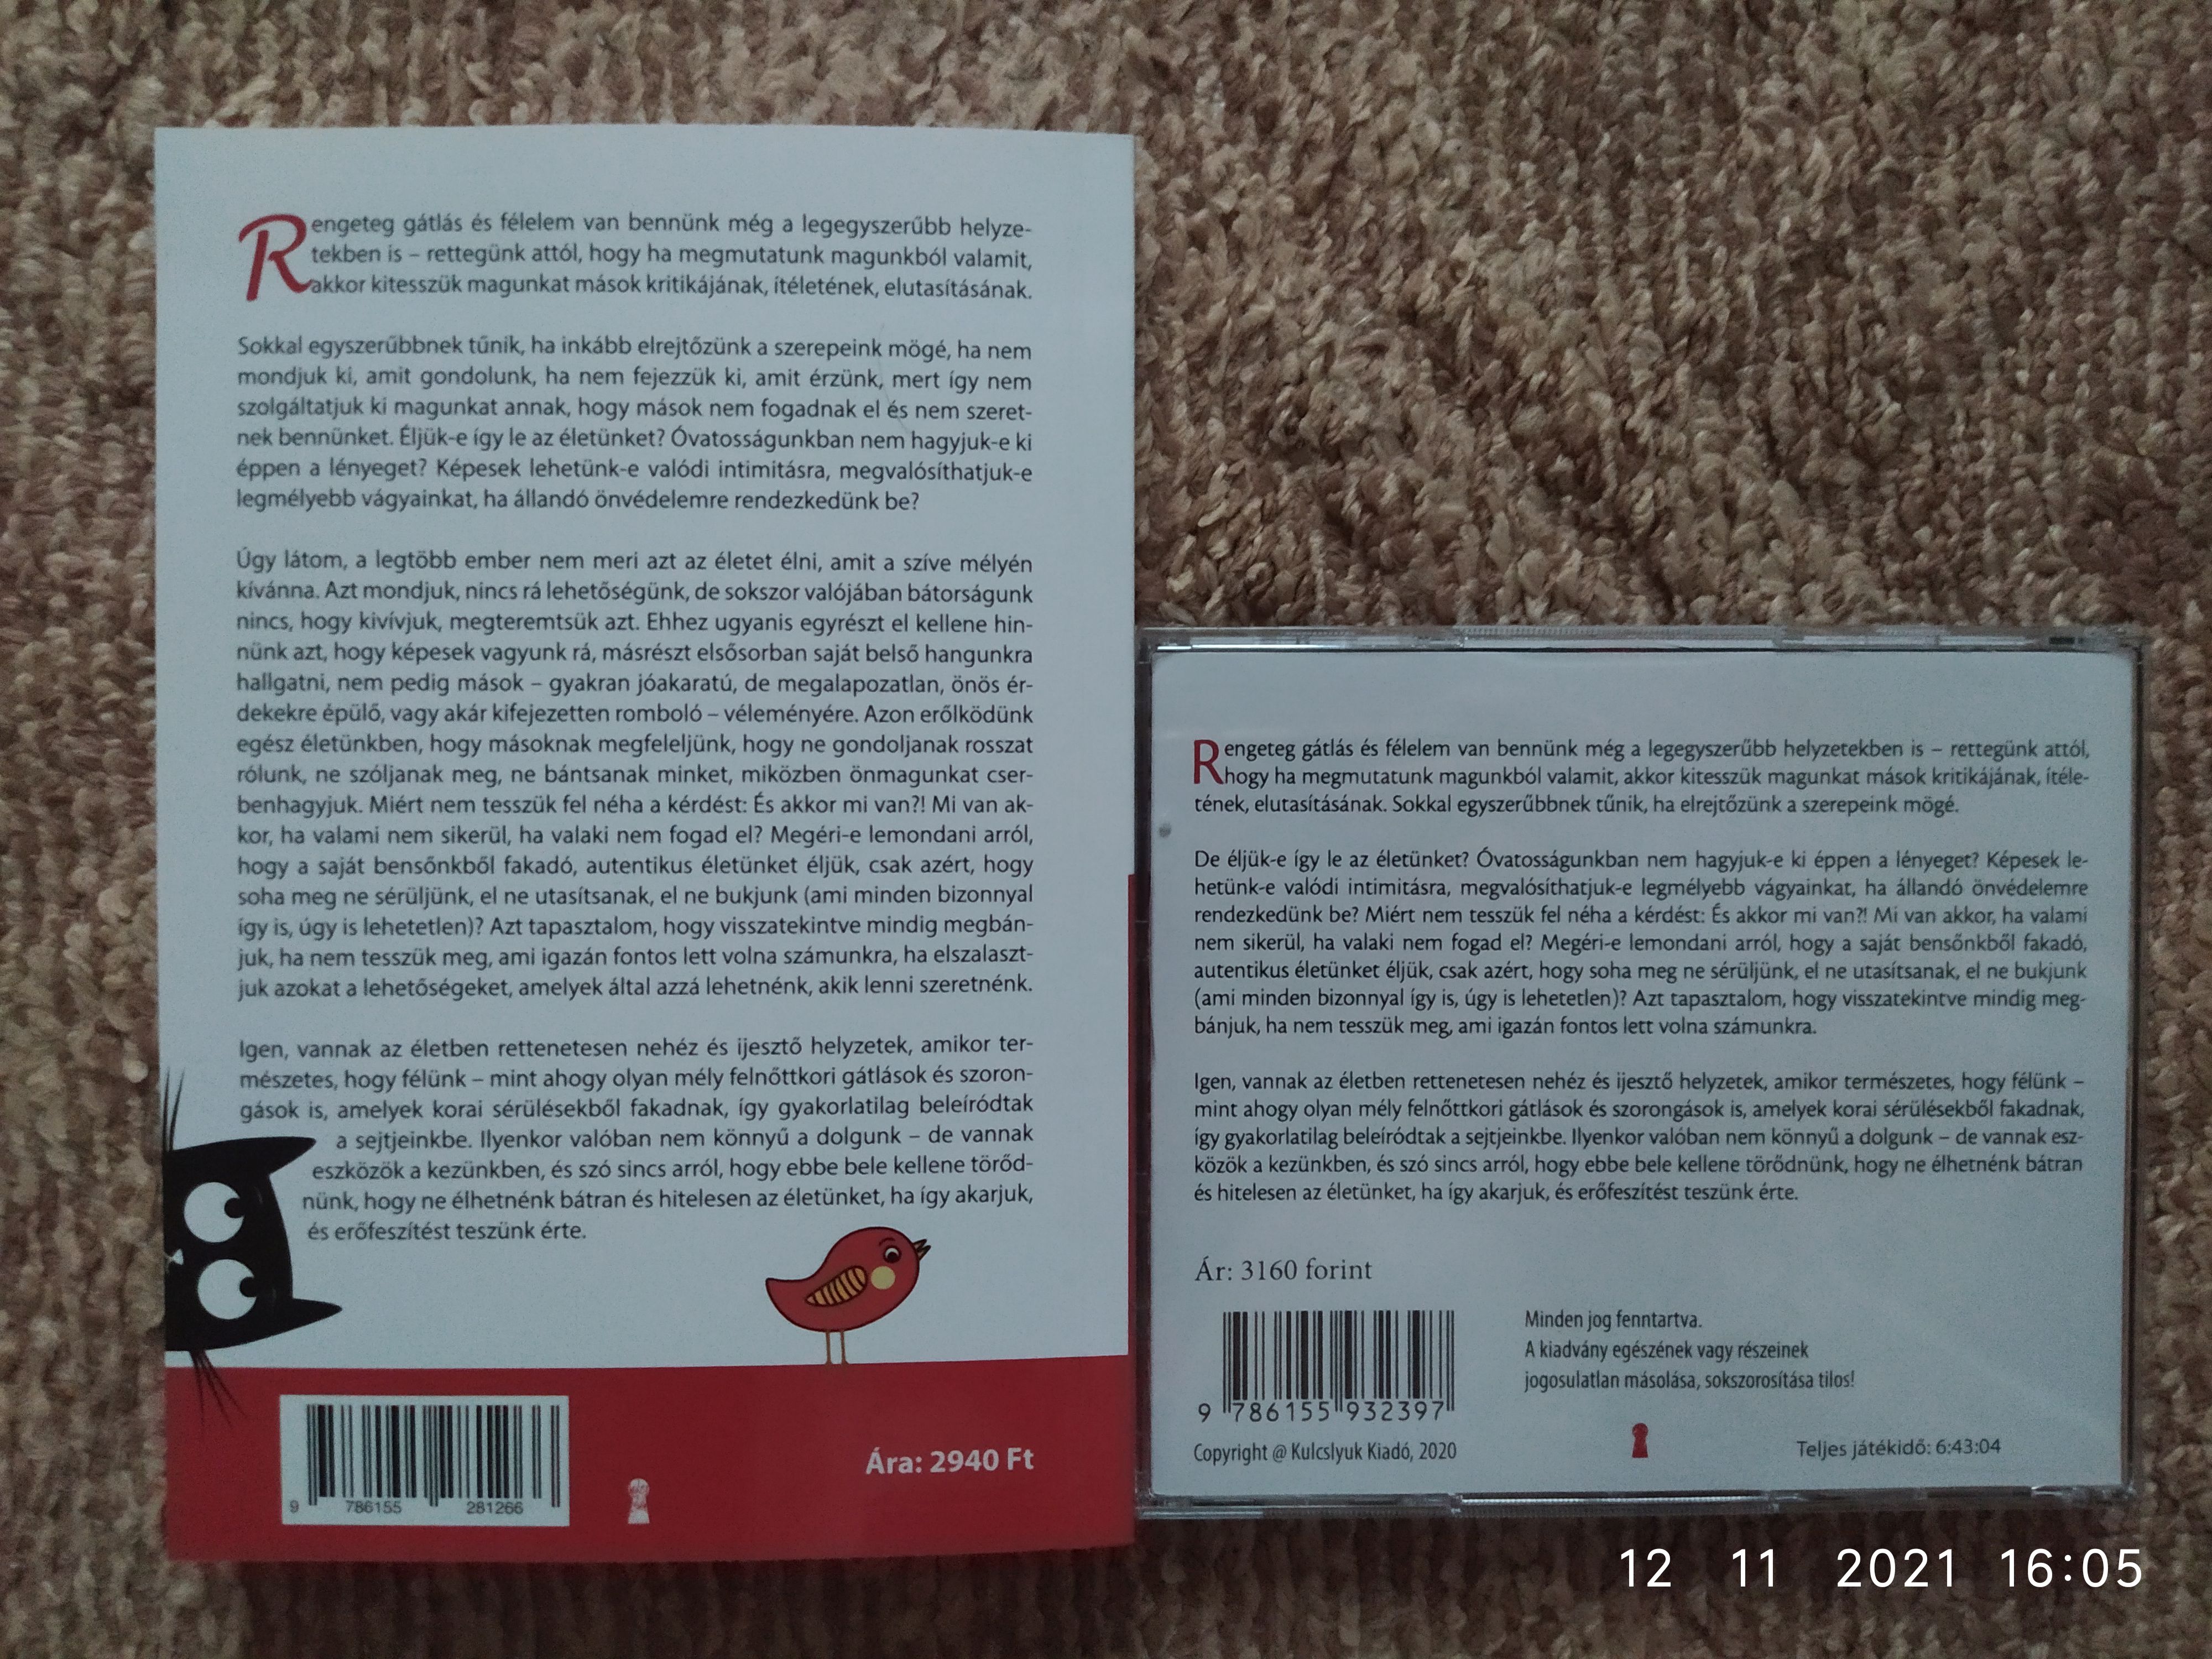 Rengeteg gátlás és félelem van bennünk még a legegyszerűbb helyze-
tekben is – rettegünk attól, hogy ha megmutatunk magunkból valamit,
akkor kitesszük magunkat mások kritikájának, ítéletének, elutasításának.
Sokkal egyszerűbbnek tűnik, ha inkább elrejtőzünk a szerepeink mögé, ha nem
mondjuk ki, amit gondolunk, ha nem fejezzük ki, amit érzünk, mert így nem
szolgáltatjuk ki magunkat annak, hogy mások nem fogadnak el és nem szeret-
nek bennünket. Éljük-e így le az életünket? Óvatosságunkban nem hagyjuk-e ki
éppen a lényeget? Képesek lehetünk-e valódi intimitásra, megvalósíthatjuk-e
legmélyebb vágyainkat, ha állandó önvédelemre rendezkedünk be?
Úgy látom, a legtöbb ember nem meri azt az életet élni, amit a szíve mélyén
kívánna. Azt mondjuk, nincs rá lehetőségünk, de sokszor valójában bátorságunk
nincs, hogy kivívjuk, megteremtsük azt. Ehhez ugyanis egyrészt el kellene hin-
nünk azt, hogy képesek vagyunk rá, másrészt elsősorban saját belső hangunkra
hallgatni, nem pedig mások – gyakran jóakaratú, de megalapozatlan, önös ér-
dekekre épülő, vagy akár kifejezetten romboló – véleményére. Azon erőlködünk
egész életünkben, hogy másoknak megfeleljünk, hogy ne gondoljanak rosszat
rólunk, ne szóljanak meg, ne bántsanak minket, miközben önmagunkat cser-
benhagyjuk. Miért nem tesszük fel néha a kérdést: És akkor mi van?! Mi van ak-
kor, ha valami nem sikerül, ha valaki nem fogad el? Megéri-e lemondani arról,
hogy a saját bensőnkből fakadó, autentikus életünket éljük, csak azért, hogy
soha meg ne sérüljünk, el ne utasítsanak, el ne bukjunk (ami minden bizonnyal
így is, úgy is lehetetlen)? Azt tapasztalom, hogy visszatekintve mindig megbán-
juk, ha nem tesszük meg, ami igazán fontos lett volna számunkra, ha elszalaszt-
juk azokat a lehetőségeket, amelyek által azzá lehetnénk, akik lenni szeretnénk.
Igen, vannak az életben rettenetesen nehéz és ijesztő helyzetek, amikor ter-
mészetes, hogy félünk – mint ahogy olyan mély felnőttkori gátlások és szoron-
gások is, amelyek korai sérülésekből fakadnak, így gyakorlatilag beleíródtak
a sejtjeinkbe. Ilyenkor valóban nem könnyű a dolgunk – de vannak
eszközök a kezünkben, és szó sincs arról, hogy ebbe bele kellene törőd-
nünk, hogy ne élhetnénk bátran és hitelesen az életünket, ha így akarjuk,
és erőfeszítést teszünk érte.
9 786155 281266
Ára: 2940 Ft
Rengeteg gátlás és félelem van bennünk még a legegyszerűbb helyzetekben is – rettegünk attól,
hogy ha megmutatunk magunkból valamit, akkor kitesszük magunkat mások kritikájának, ítéle-
tének, elutasításának. Sokkal egyszerűbbnek tűnik, ha elrejtőzünk a szerepeink mögé.
De éljük-e így le az életünket? Óvatosságunkban nem hagyjuk-e ki éppen a lényeget? Képesek le-
hetünk-e valódi intimitásra, megvalósíthatjuk-e legmélyebb vágyainkat, ha állandó önvédelemre
rendezkedünk be? Miért nem tesszük fel néha a kérdést: És akkor mi van?! Mi van akkor, ha valami
nem sikerül, ha valaki nem fogad el? Megéri-e lemondani arról, hogy a saját bensőnkből fakadó,
autentikus életünket éljük, csak azért, hogy soha meg ne sérüljünk, el ne utasítsanak, el ne bukjunk
(ami minden bizonnyal így is, úgy is lehetetlen)? Azt tapasztalom, hogy visszatekintve mindig meg-
bánjuk, ha nem tesszük meg, ami igazán fontos lett volna számunkra.
Igen, vannak az életben rettenetesen nehéz és ijesztő helyzetek, amikor természetes, hogy félünk –
mint ahogy olyan mély felnőttkori gátlások és szorongások is, amelyek korai sérülésekből fakadnak,
így gyakorlatilag beleíródtak a sejtjeinkbe. Ilyenkor valóban nem könnyű a dolgunk – de vannak esz-
közök a kezünkben, és szó sincs arról, hogy ebbe bele kellene törődnünk, hogy ne élhetnénk bátran
és hitelesen az életünket, ha így akarjuk, és erőfeszítést teszünk érte.
Ár: 3160 forint
9 786155 932397
Minden jog fenntartva.
A kiadvány egészének vagy részeinek
jogosulatlan másolása, sokszorosítása tilos!
Copyright @ Kulcslyuk Kiadó, 2020
Teljes játékidő: 6:43:04
12 11 2021 16:05